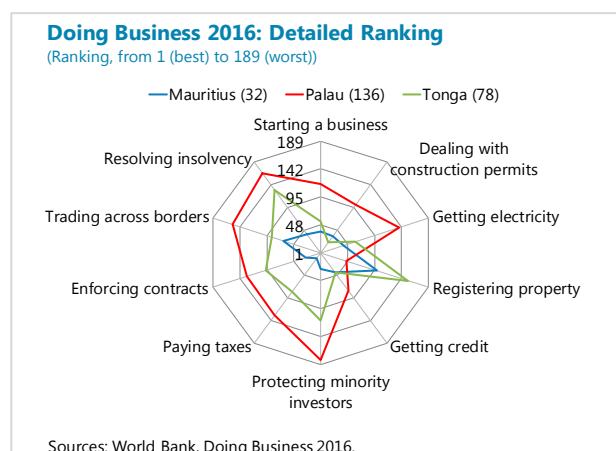 Doing Business 2016: Detailed Ranking
(Ranking, from 1 (best) to 189 (worst))
Mauritius (32) Palau (136) Tonga (78)
Starting a business
189
Dealing with
construction permits
Resolving insolvency
142
95
Trading across borders
Getting electricity
48
1
Enforcing contracts
Registering property
Paying taxes
Getting credit
Protecting minority
investors
Sources: World Bank, Doing Business 2016.